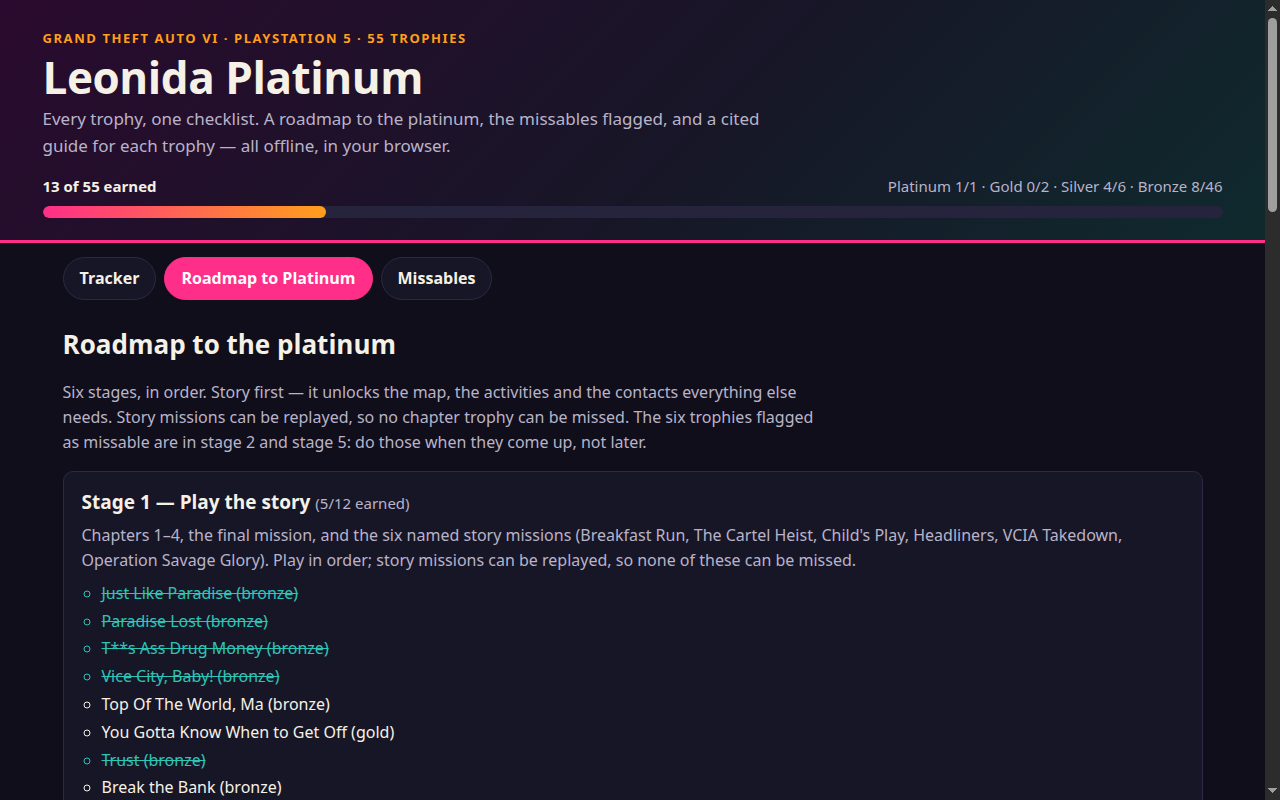 GRAND THEFT AUTO VI · PLAYSTATION 5 · 55 TROPHIES
Leonida Platinum
Every trophy, one checklist. A roadmap to the platinum, the missables flagged, and a cited
guide for each trophy — all offline, in your browser.
13 of 55 earned
Platinum 1/1 · Gold 0/2 · Silver 4/6 · Bronze 8/46
Tracker
Roadmap to Platinum
Missables
Roadmap to the platinum
Six stages, in order. Story first — it unlocks the map, the activities and the contacts everything else
needs. Story missions can be replayed, so no chapter trophy can be missed. The six trophies flagged
as missable are in stage 2 and stage 5: do those when they come up, not later.
Stage 1 — Play the story (5/12 earned)
Chapters 1–4, the final mission, and the six named story missions (Breakfast Run, The Cartel Heist, Child's Play, Headliners, VCIA Takedown,
Operation Savage Glory). Play in order; story missions can be replayed, so none of these can be missed.
Just Like Paradise (bronze)
Paradise Lost (bronze)
T**s Ass Drug Money (bronze)
Vice City, Baby! (bronze)
Top Of The World, Ma (bronze)
You Gotta Know When to Get Off (gold)
Trust (bronze)
Break the Bank (bronze)